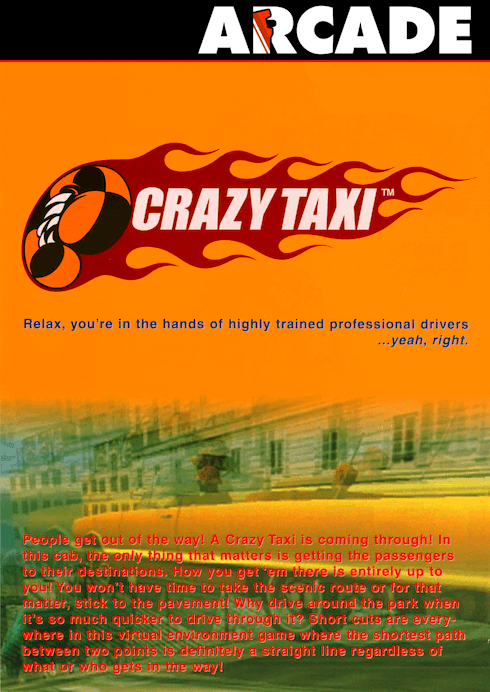 ARCADE
CRAZY TAXI™
Relax, you're in the hands of highly trained professional drivers
...yeah, right.
People get out of the way! A Crazy Taxi is coming through! In
this cab, the only thing that matters is getting the passengers
to their destinations. How you get 'em there is entirely up to
you! You won't have time to take the scenic route or for that
matter, stick to the pavement! Why drive around the park when
it's so much quicker to drive through it? Short cuts are every-
where in this virtual environment game where the shortest path
between two points is definitely a straight line regardless of
what or who gets in the way!